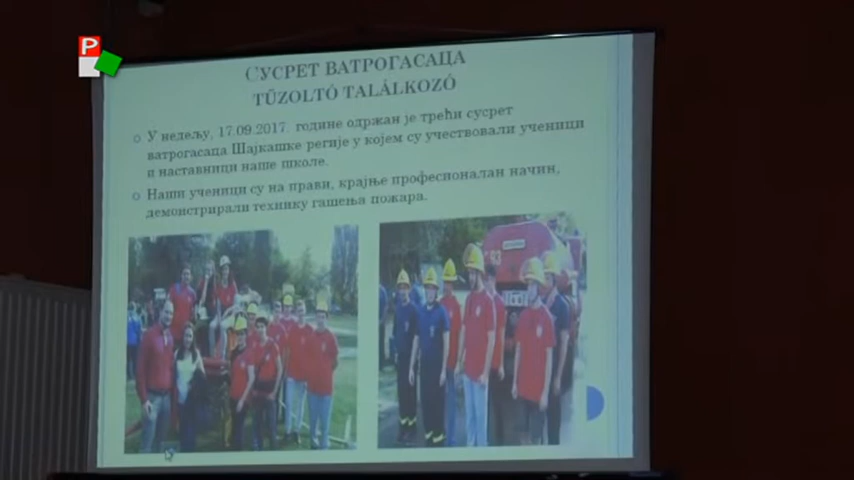 P
СУСРЕТ ВАТРОГАСАЦА
TŰZOLTÓ TALÁLKOZÓ
У недељу, 17.09.2017. године одржан је трећи сусрет
ватрогасаца Шајкашке регије у којем су учествовали ученици
и наставници наше школе.
Наши ученици су на прави, крајње професионалан начин,
демонстрирали технику гашења пожара.
93